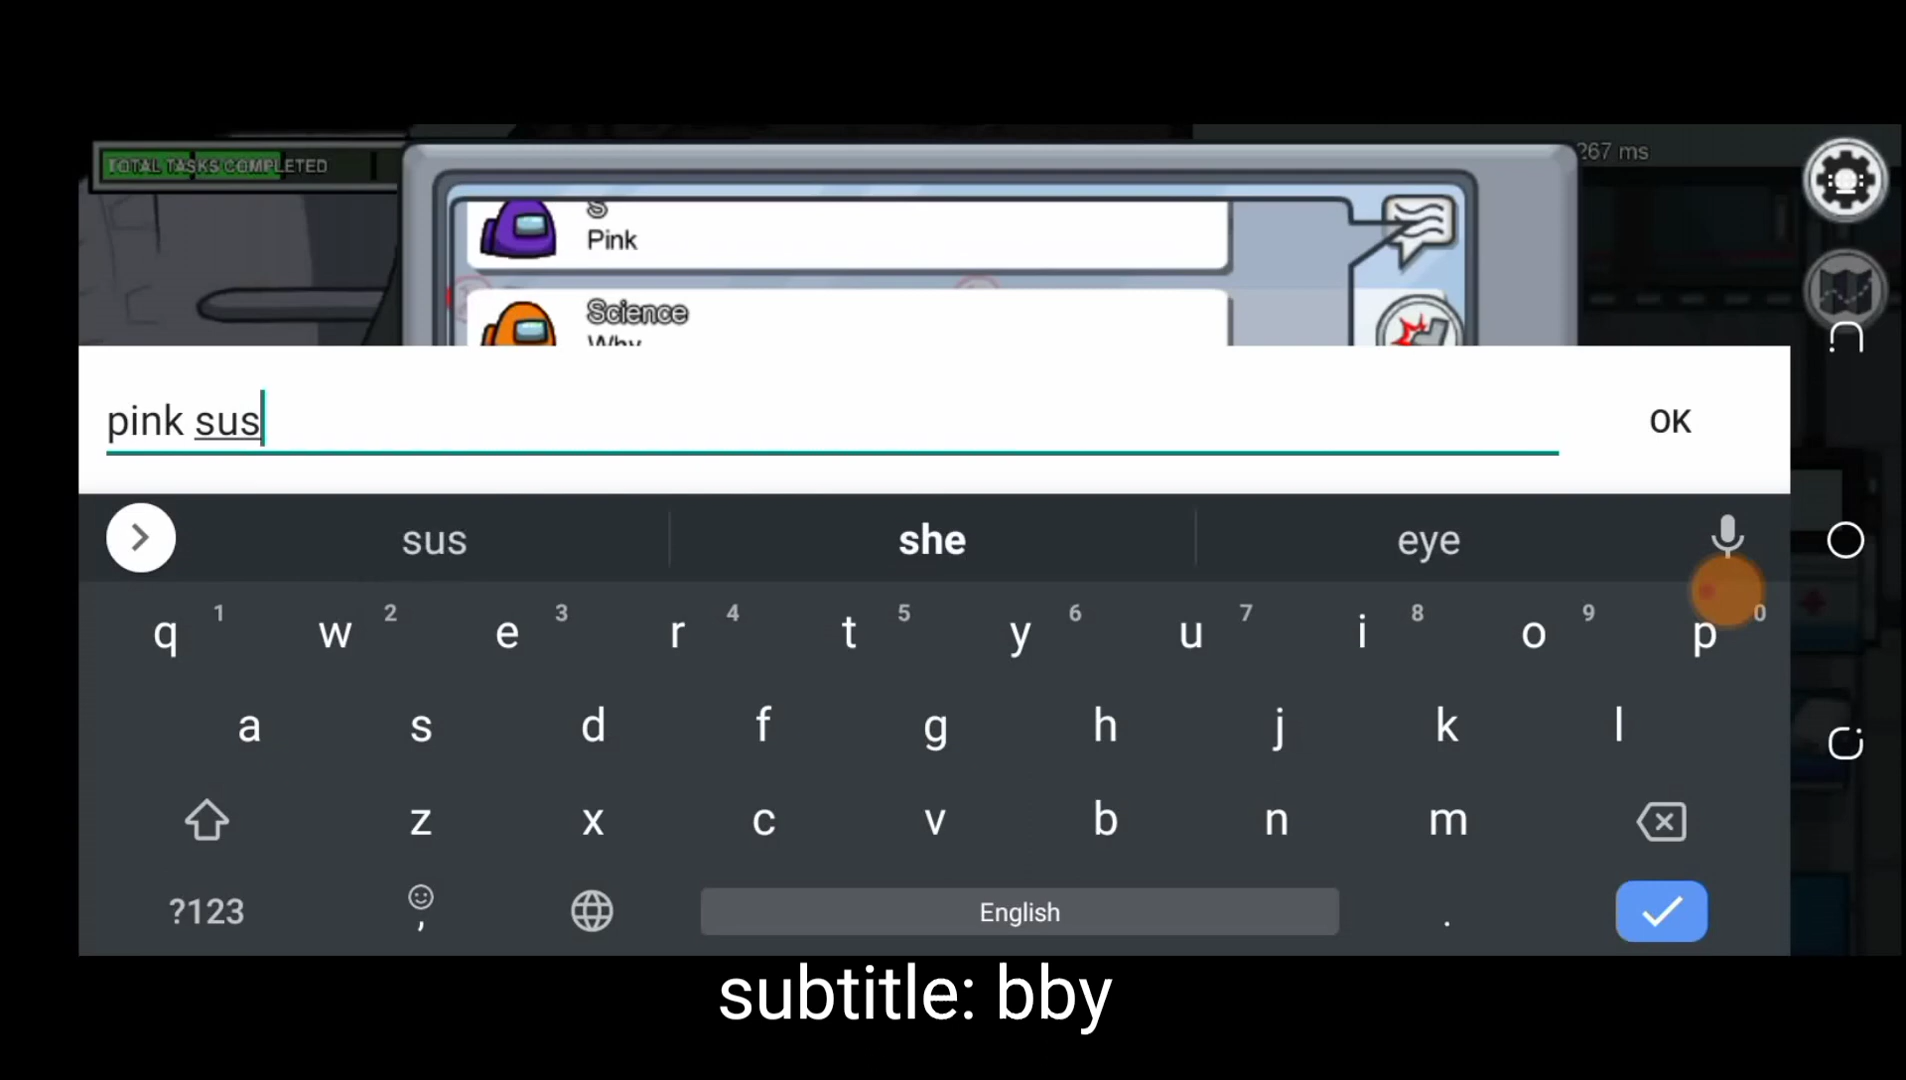 TOTAL TASKS COMPLETED
267 ms
S
Pink
Science
Why
pink sus
OK
sus she eye
q 1 w 2 e 3 r 4 t 5 y 6 u 7 i 8 o 9 p 0
a s d f g h j k l
z x c v b n m
?123 , English .
subtitle: bby